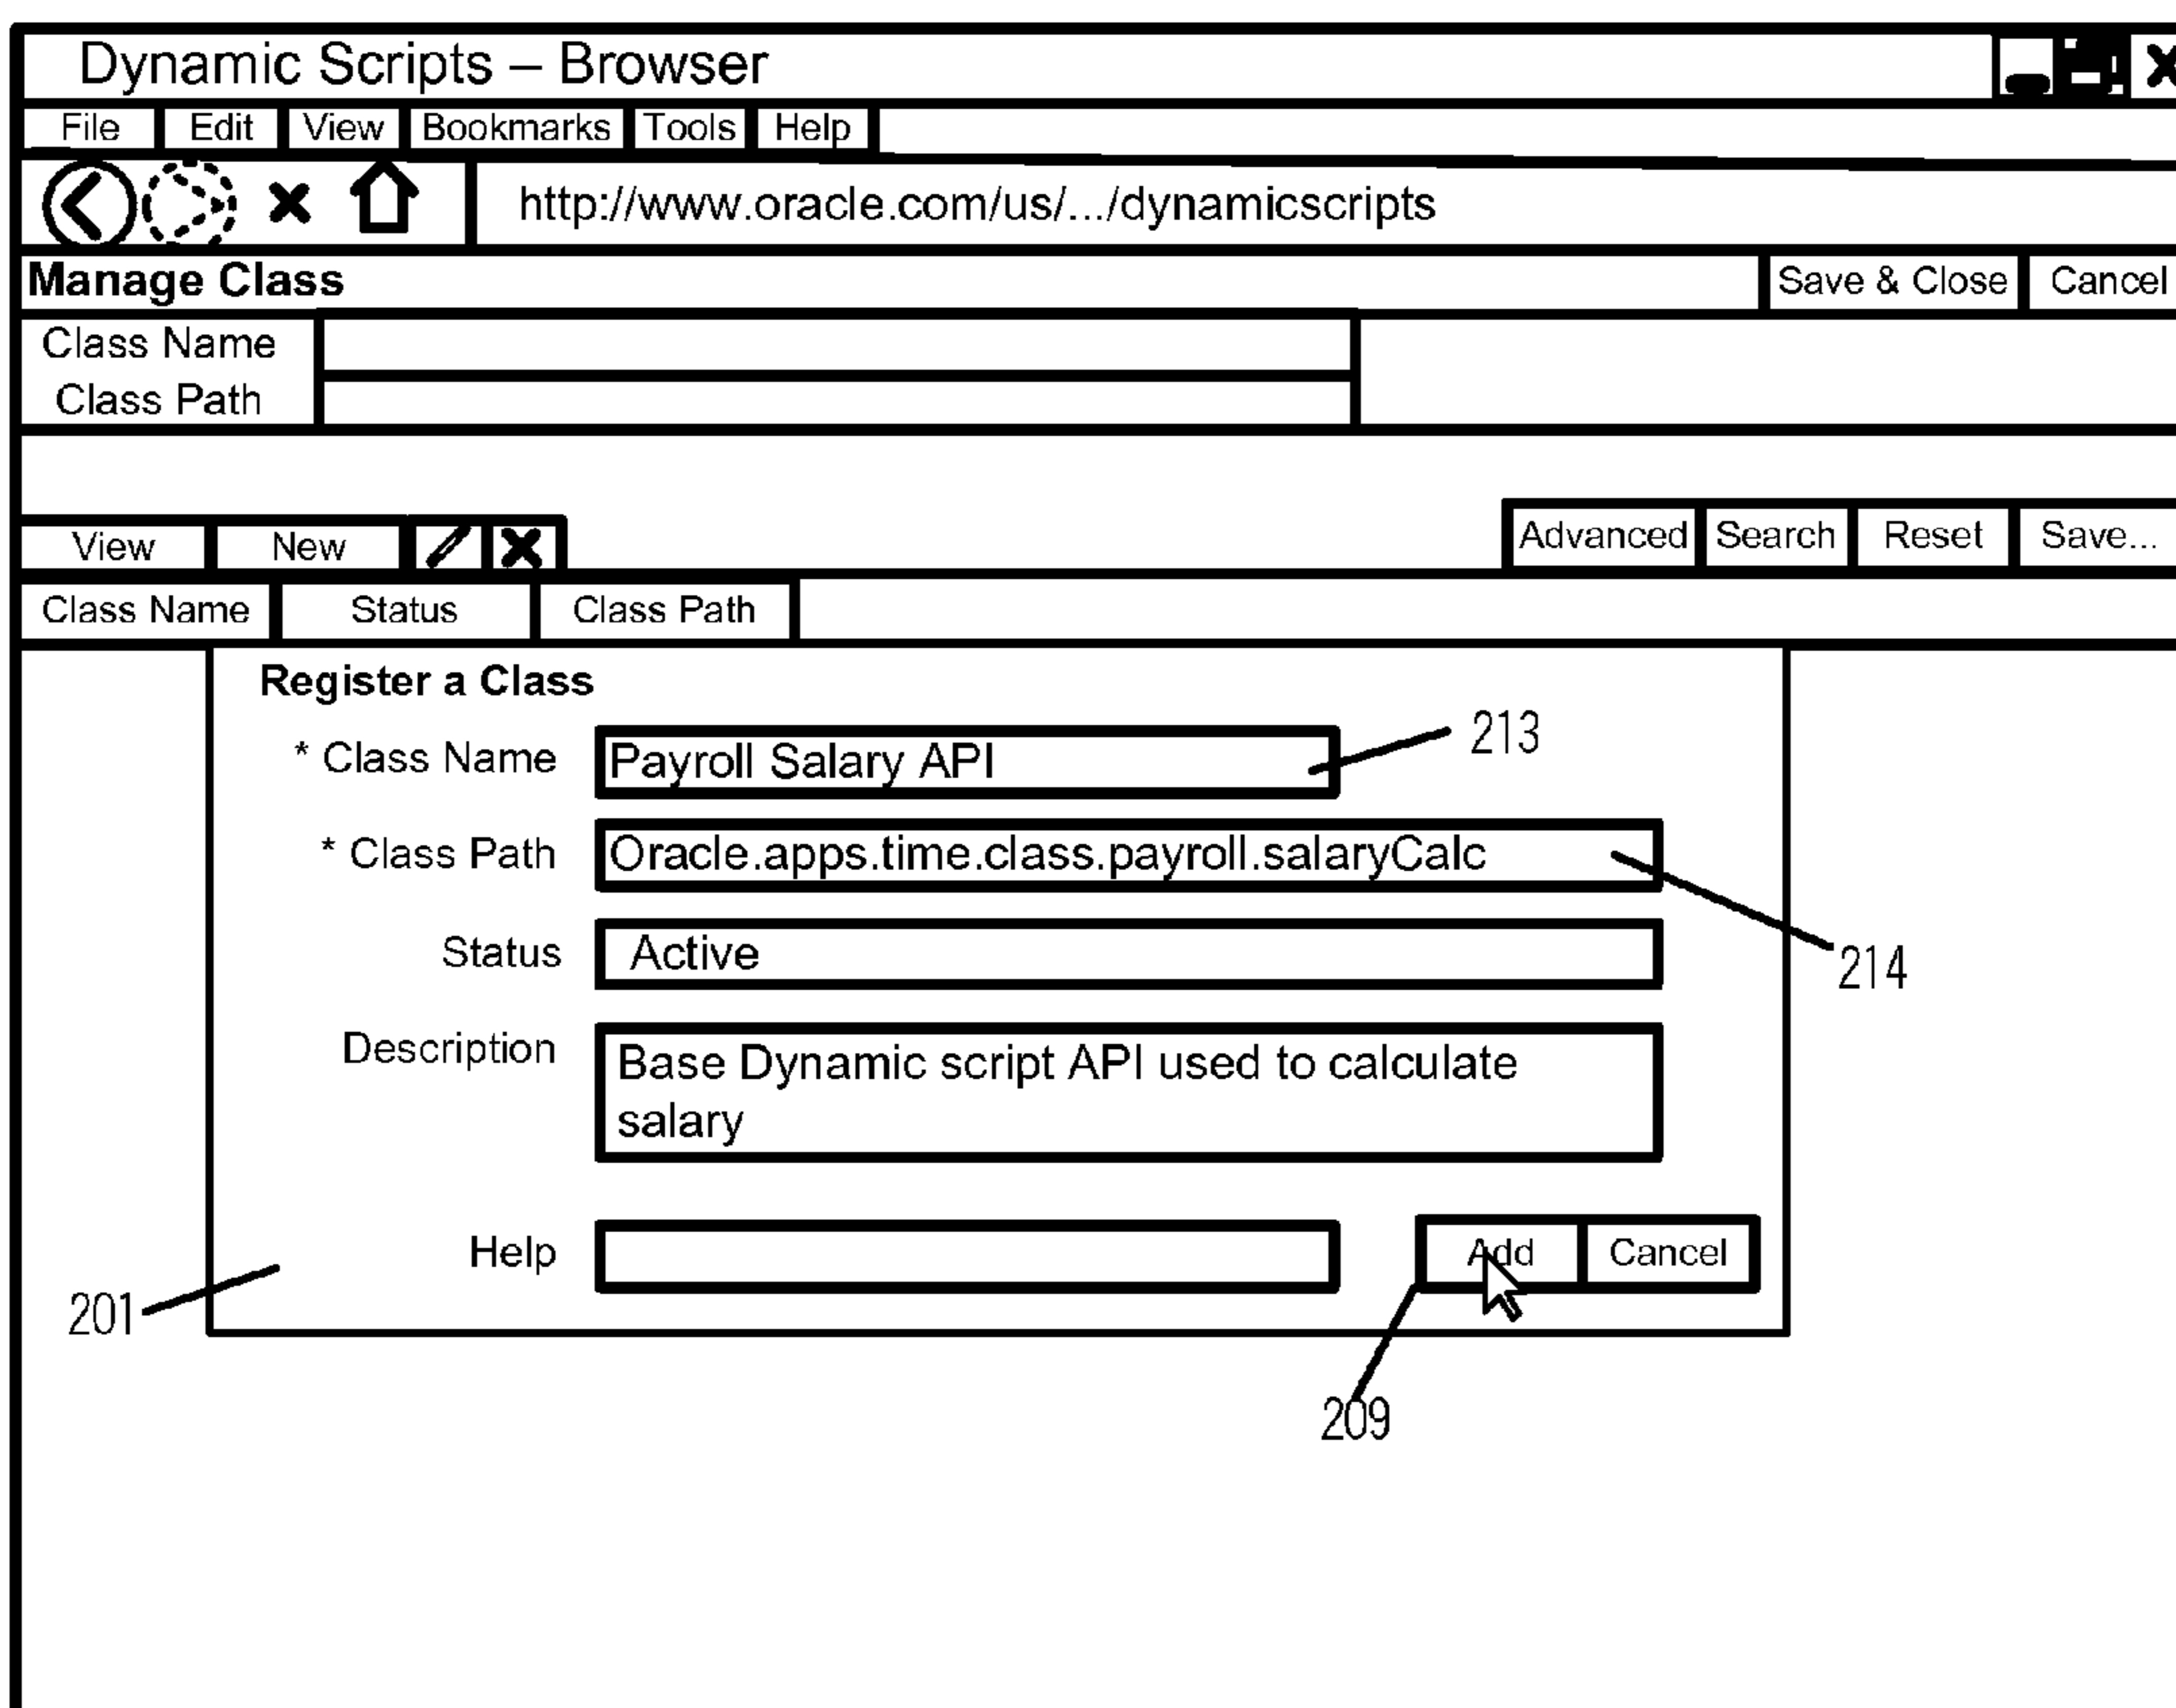 Dynamic Scripts – Browser
File Edit View Bookmarks Tools Help
http://www.oracle.com/us/.../dynamicscripts
Manage Class Save & Close Cancel
Class Name
Class Path
View New Advanced Search Reset Save...
Class Name Status Class Path
Register a Class
* Class Name Payroll Salary API 213
* Class Path Oracle.apps.time.class.payroll.salaryCalc
Status Active 214
Description Base Dynamic script API used to calculate
salary
Help Add Cancel
201
209